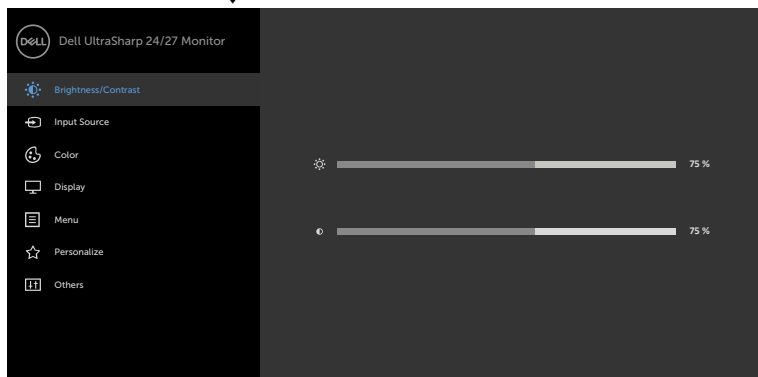 DELL Dell UltraSharp 24/27 Monitor
Brightness/Contrast
Input Source
Color
75 %
Display
Menu
75 %
Personalize
Others